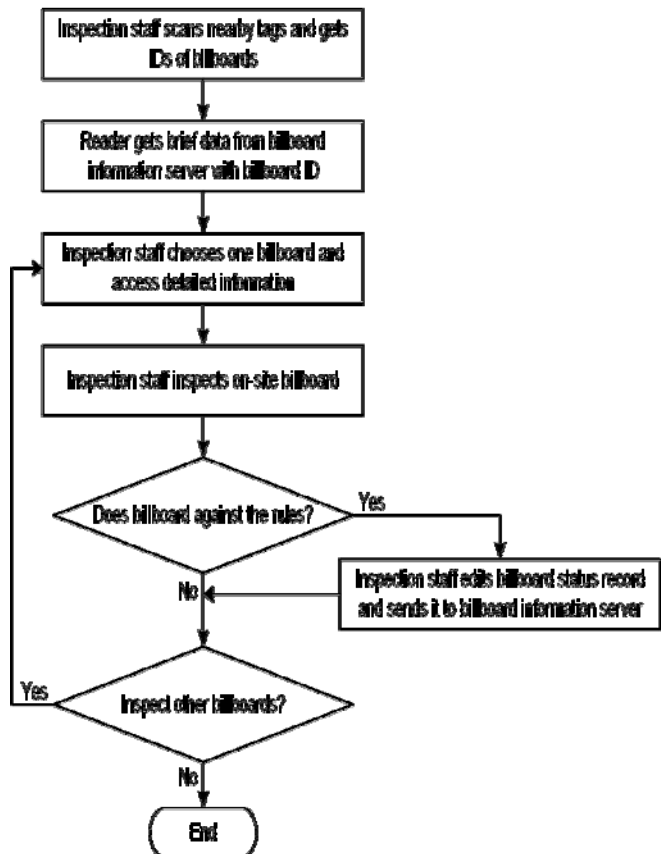 Inspection staff scans nearby tags and gets
IDs of billboards
Reader gets brief data from billboard
information server with billboard ID
Inspection staff chooses one billboard and
access detailed information
Inspection staff inspects on-site billboard
Does billboard against the rules?
Yes
Inspection staff edits billboard status record
and sends it to billboard information server
No
Inspect other billboards?
Yes
No
End